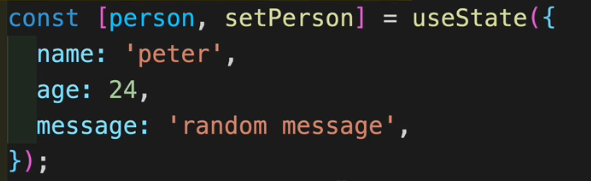 const [person, setPerson] = useState({
name: 'peter',
age: 24,
message: 'random message',
});